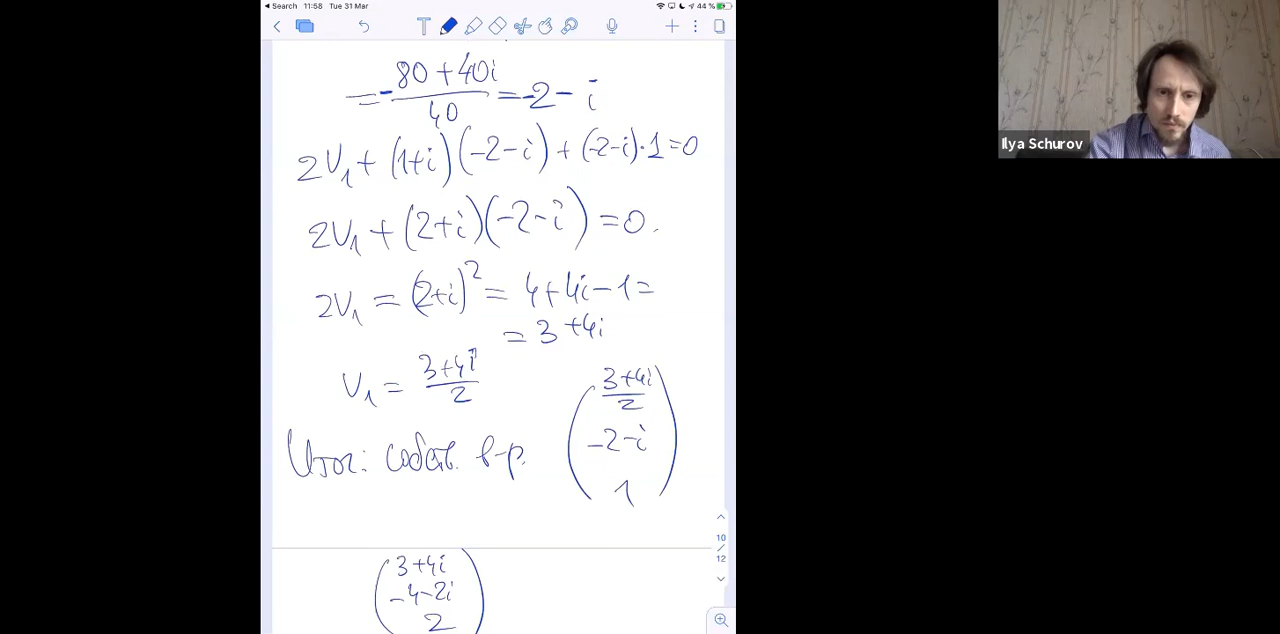 Search 11:58 Tue 31 Mar 44 %
T
= -80 + 40i / 40 = -2 - i
2V₁ + (1+i)(-2-i) + (-2-i)·1 = 0
2V₁ + (2+i)(-2-i) = 0.
2V₁ = (2+i)² = 4+4i-1 =
= 3+4i
V₁ = 3+4i / 2
Итог: собств. в-р. (3+4i / 2
-2-i
1)
(3+4i
-4-2i
2)
10
/
12
Ilya Schurov